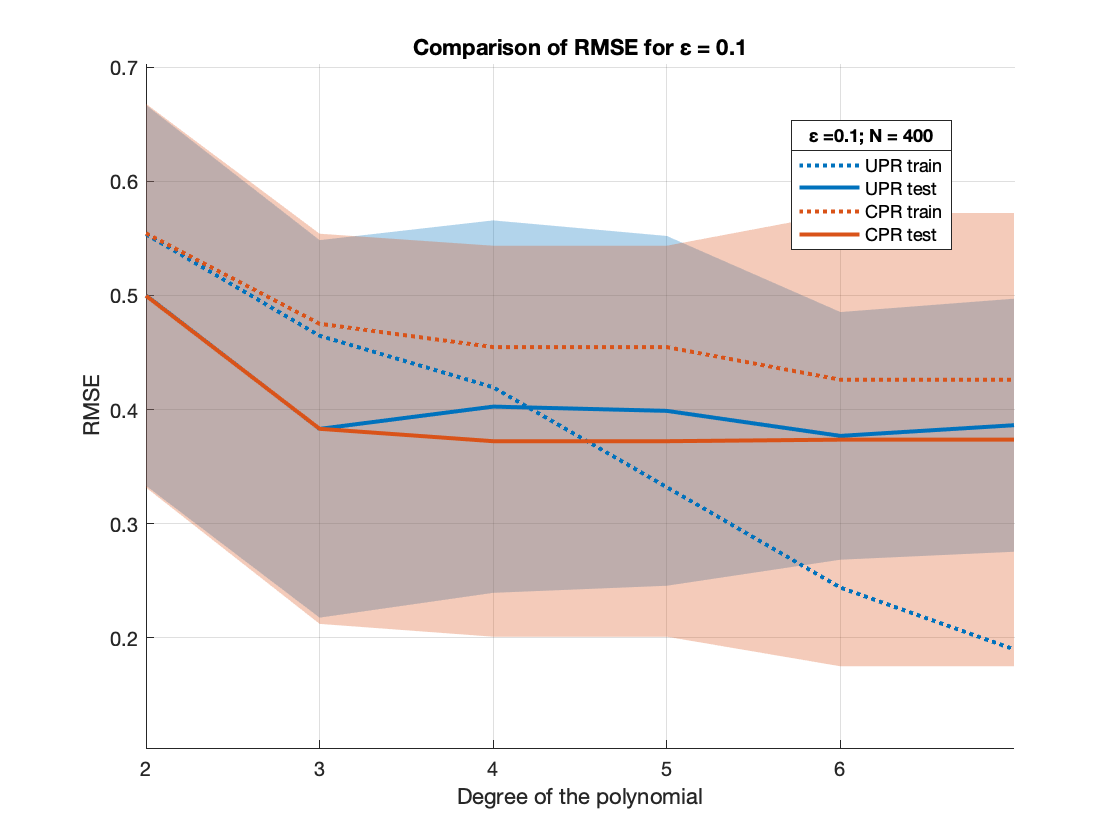 Comparison of RMSE for ε = 0.1
0.7
0.6
0.5
0.4
0.3
0.2
RMSE
ε =0.1; N = 400
UPR train
UPR test
CPR train
CPR test
2 3 4 5 6
Degree of the polynomial